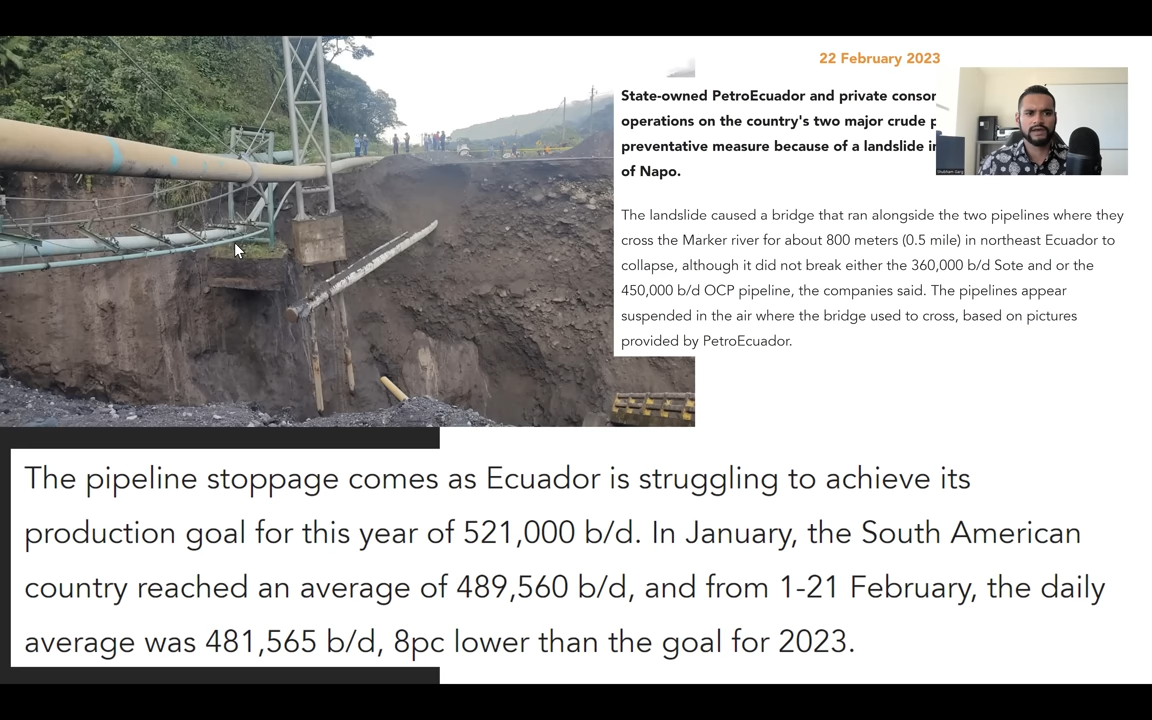 22 February 2023
State-owned PetroEcuador and private
operations on the country's two major crude
preventative measure because of a landslide
of Napo.
The landslide caused a bridge that ran alongside the two pipelines where they
cross the Marker river for about 800 meters (0.5 mile) in northeast Ecuador to
collapse, although it did not break either the 360,000 b/d Sote and or the
450,000 b/d OCP pipeline, the companies said. The pipelines appear
suspended in the air where the bridge used to cross, based on pictures
provided by PetroEcuador.
The pipeline stoppage comes as Ecuador is struggling to achieve its
production goal for this year of 521,000 b/d. In January, the South American
country reached an average of 489,560 b/d, and from 1-21 February, the daily
average was 481,565 b/d, 8pc lower than the goal for 2023.